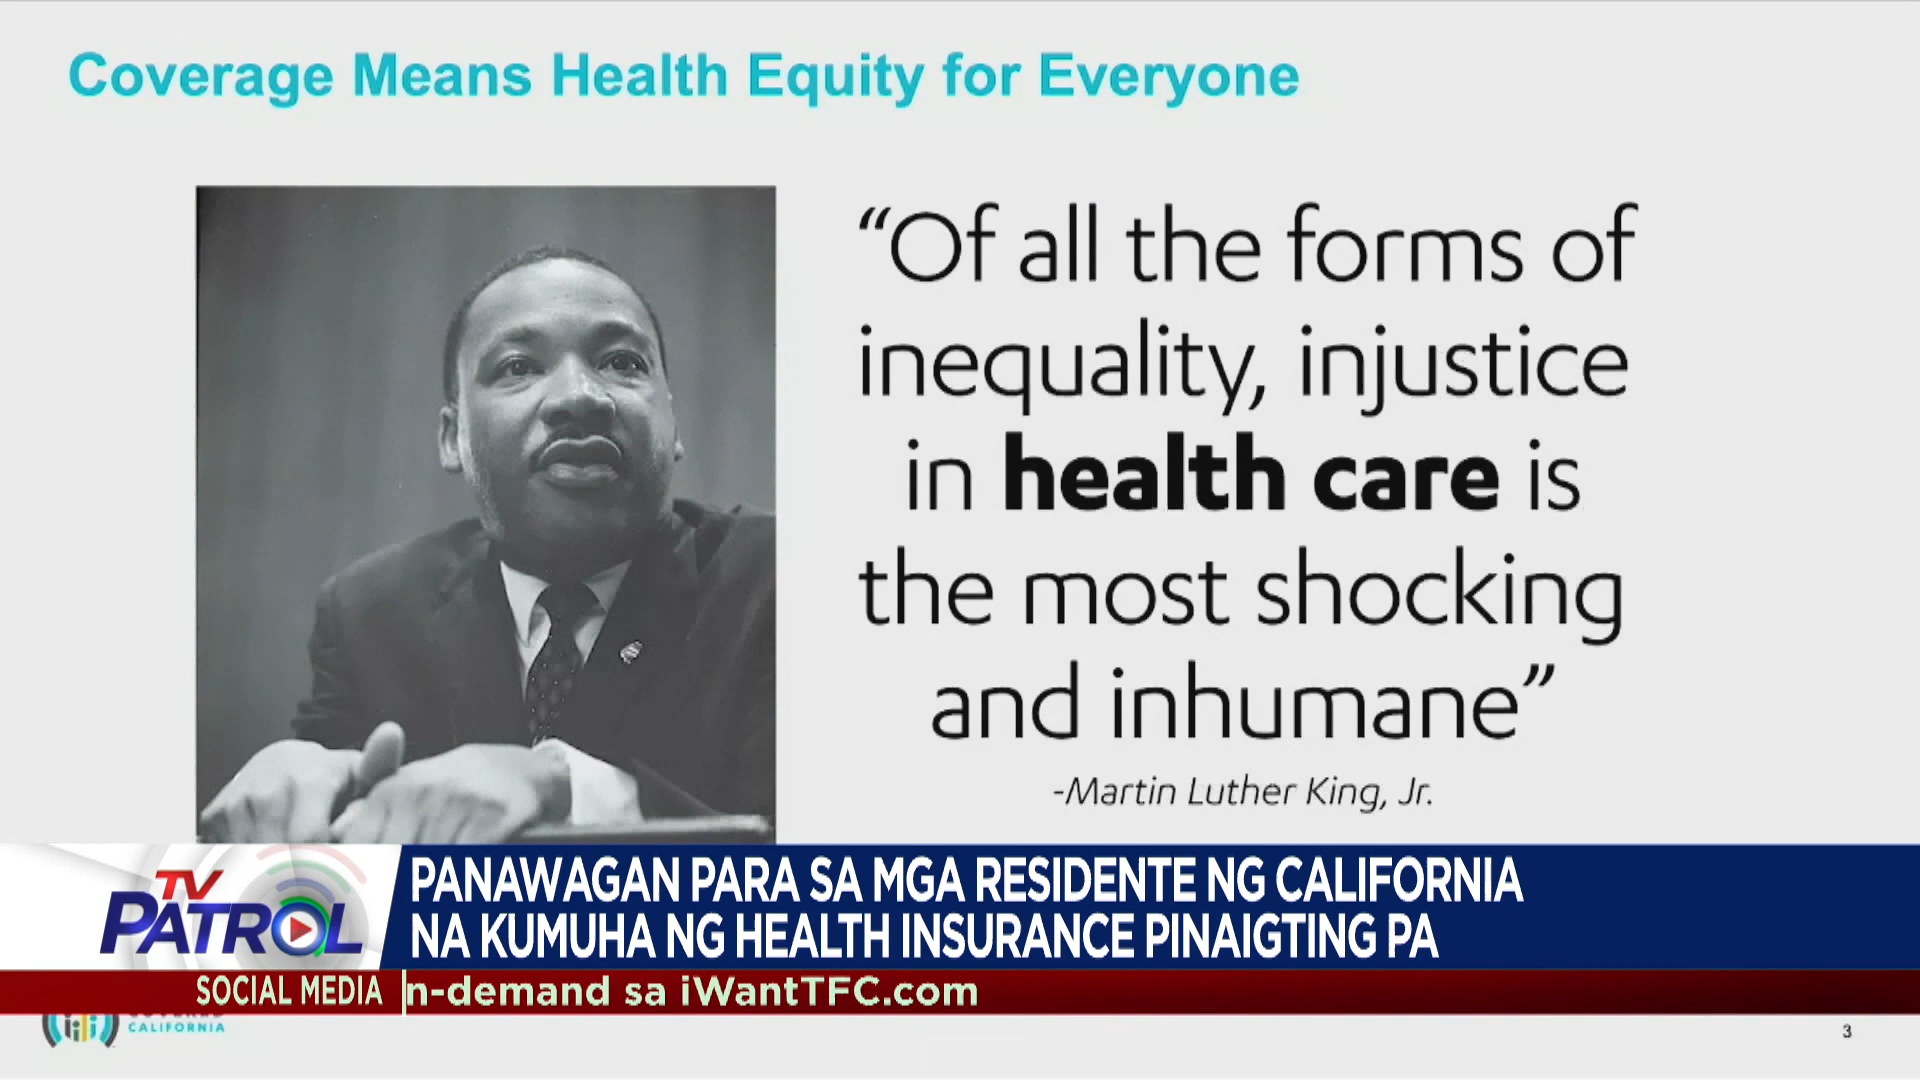 Coverage Means Health Equity for Everyone
“Of all the forms of
inequality, injustice
in health care is
the most shocking
and inhumane”
-Martin Luther King, Jr.
TV
PATROL
PANAWAGAN PARA SA MGA RESIDENTE NG CALIFORNIA
NA KUMUHA NG HEALTH INSURANCE PINAIGTING PA
SOCIAL MEDIA
n-demand sa iWantTFC.com
CALIFORNIA
3